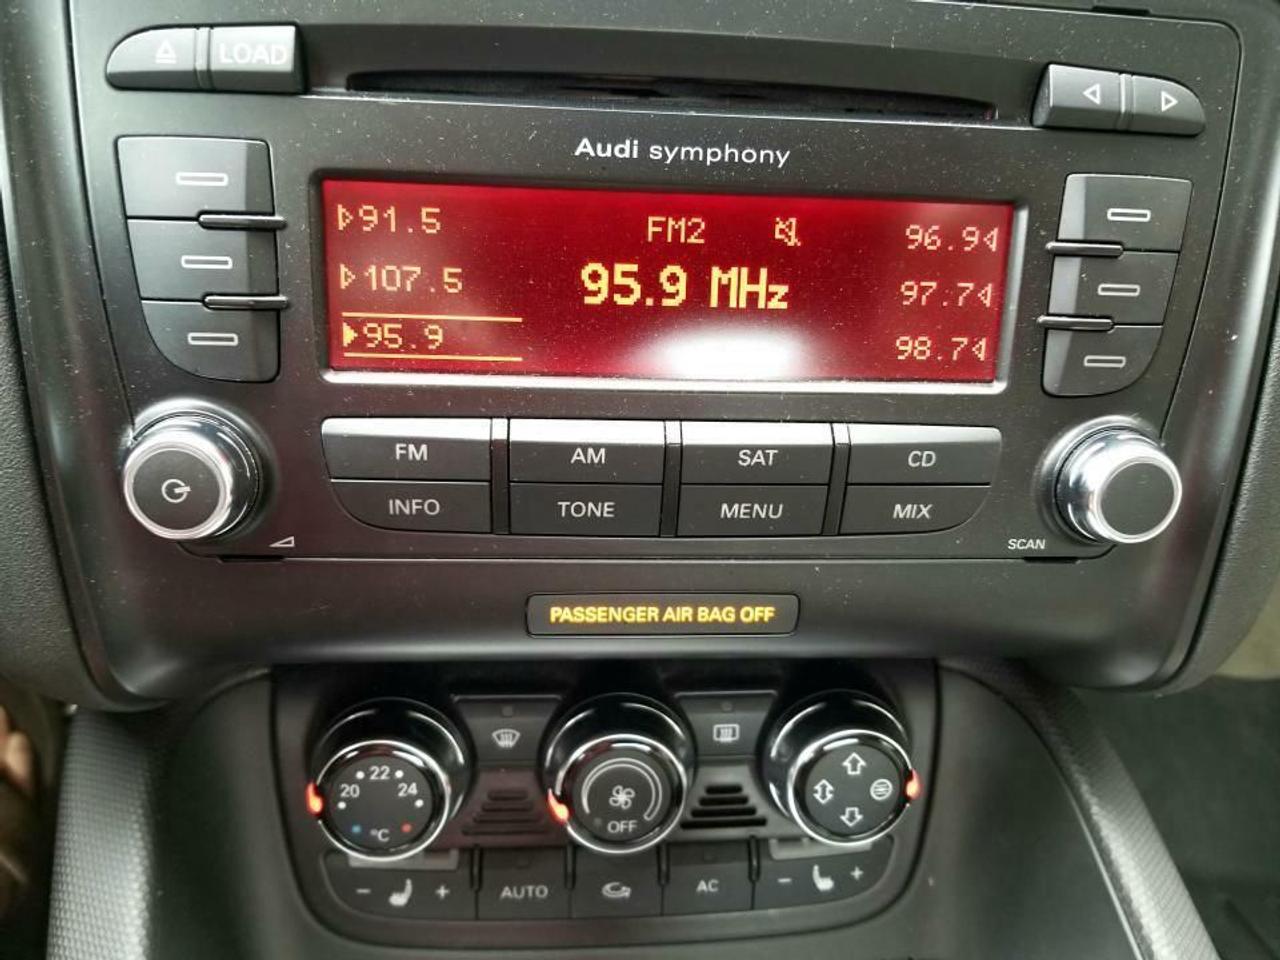 LOAD
Audi symphony
91.5 FM2 96.9
107.5 95.9 MHz 97.7
95.9 98.7
FM AM SAT CD
INFO TONE MENU MIX
SCAN
PASSENGER AIR BAG OFF
20 22 24
°C
OFF
- + AUTO AC - +